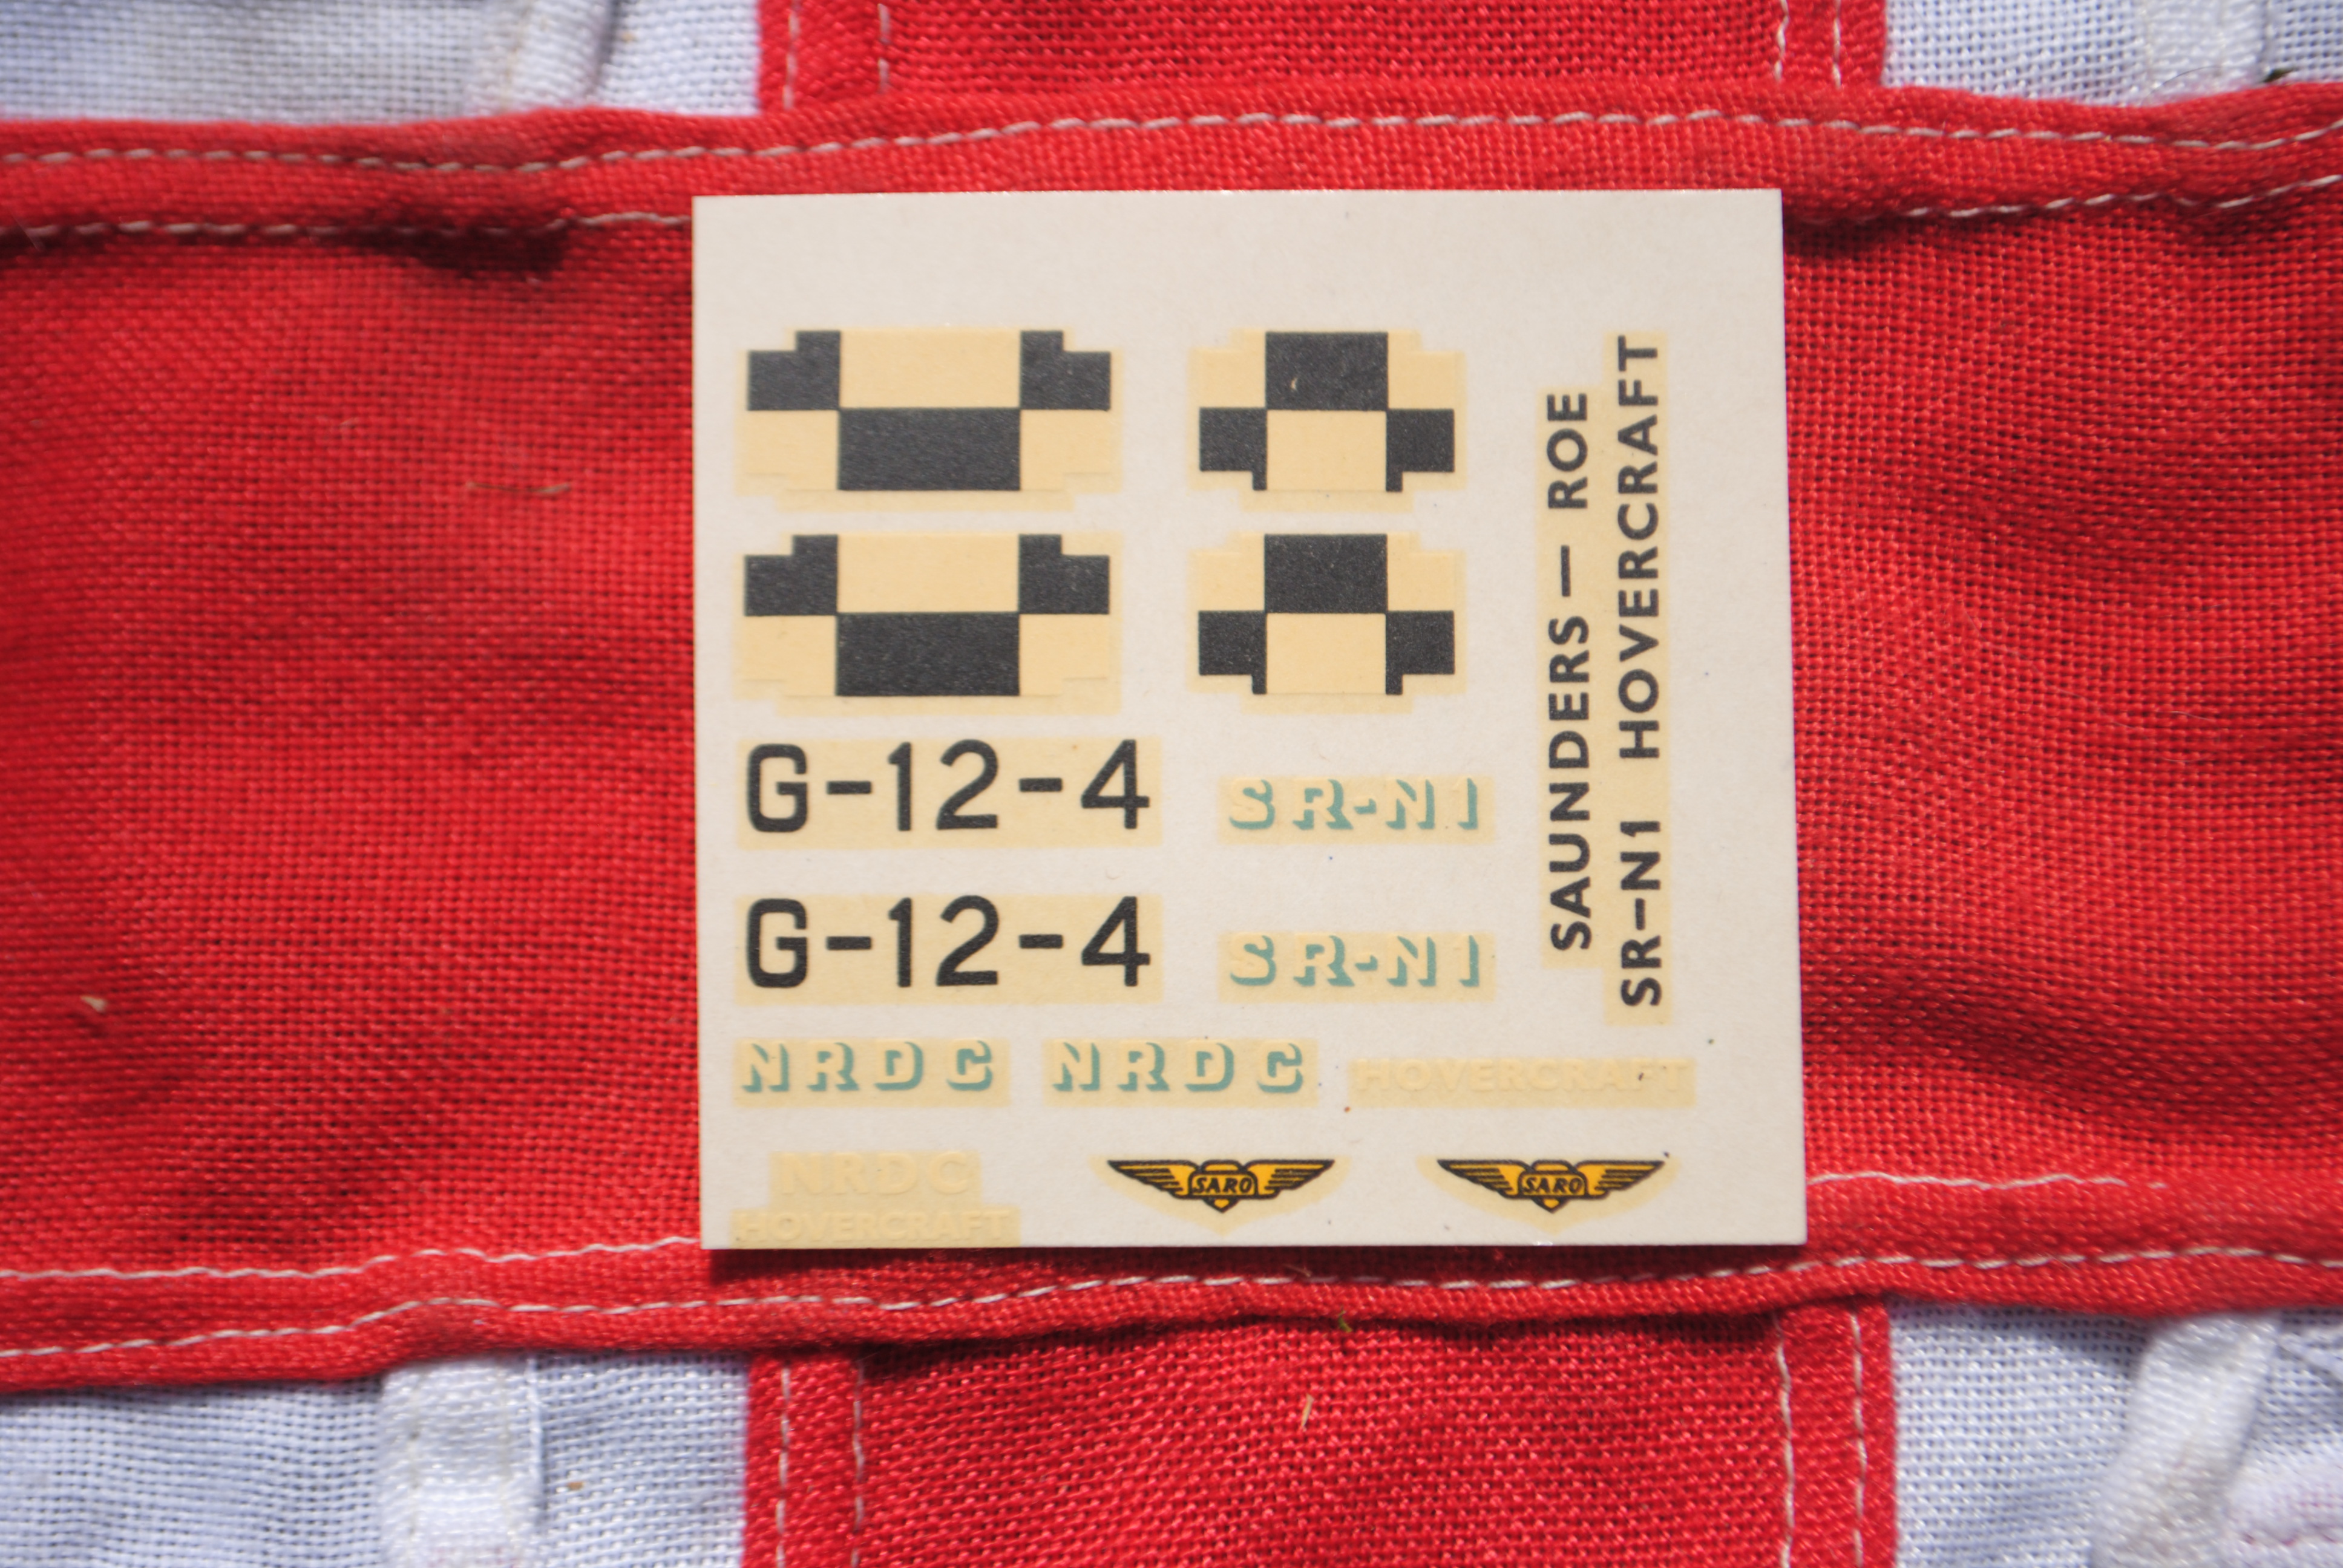 SAUNDERS — ROE
SR-N1 HOVERCRAFT
G-12-4
SR-N1
G-12-4
SR-N1
NRDC
NRDC
HOVERCRAFT
NRDC
HOVERCRAFT
SARO
SARO